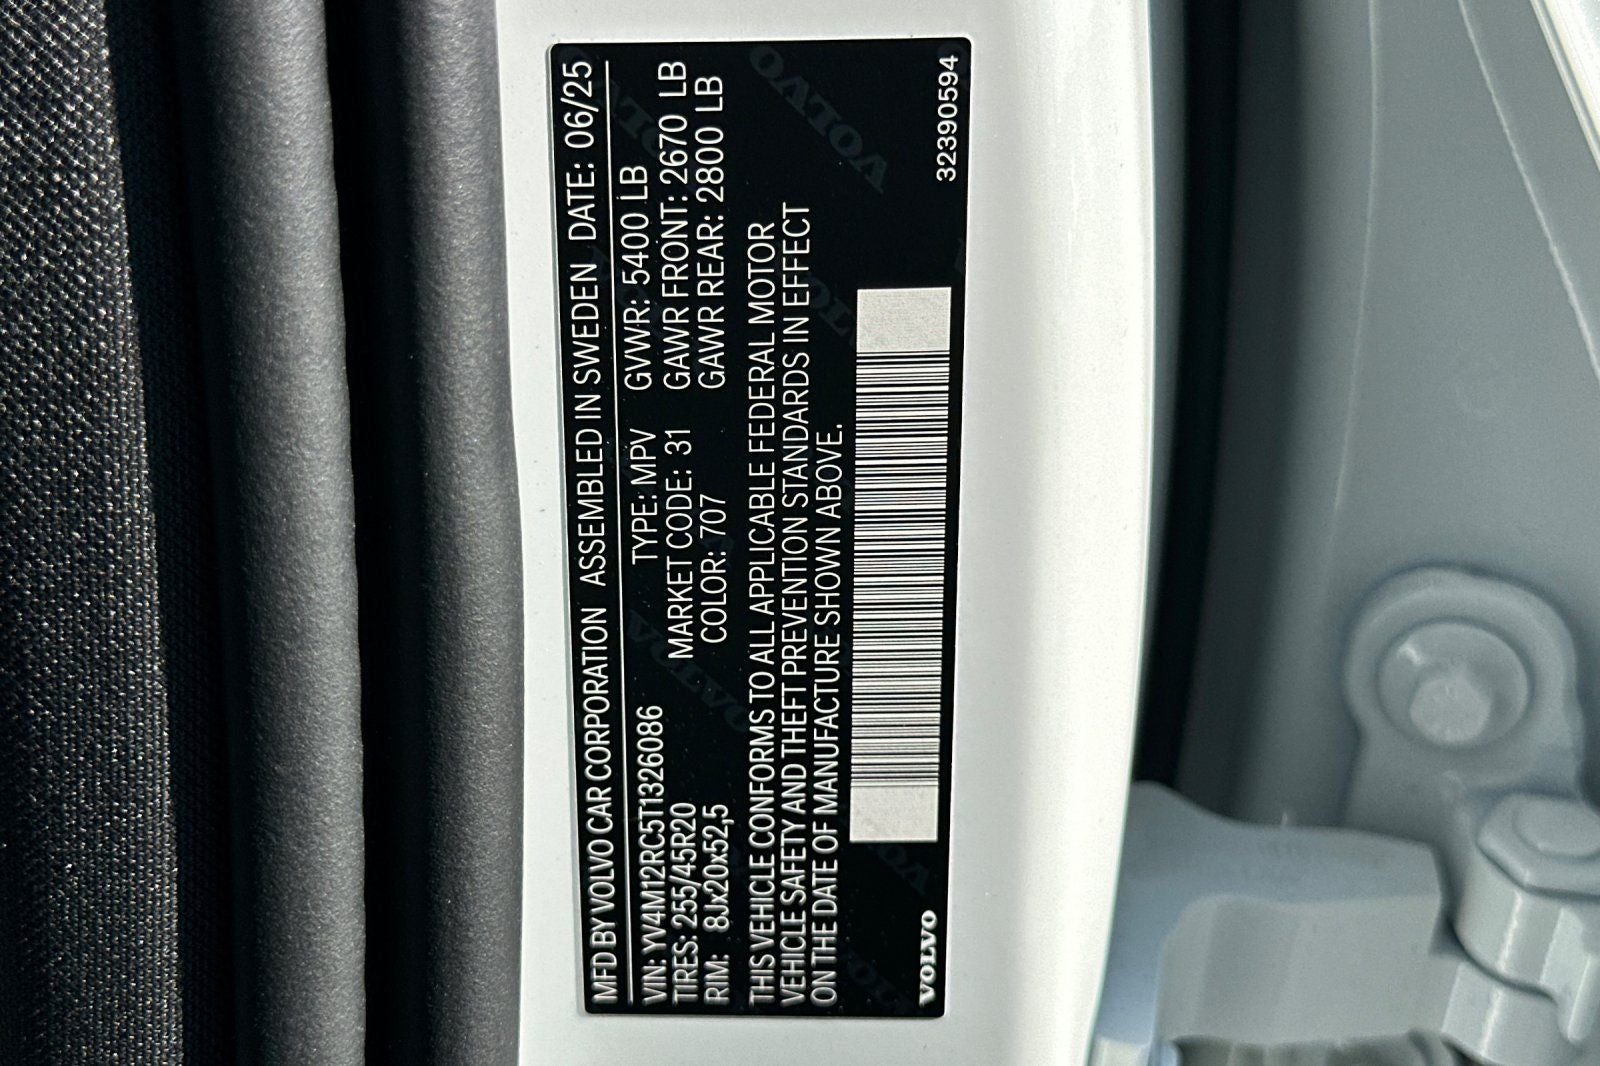 MFD BY VOLVO CAR CORPORATION ASSEMBLED IN SWEDEN DATE: 06/25
VIN: YV4M12RC5T1326086 TYPE: MPV GVWR: 5400 LB
TIRES: 255/45R20 MARKET CODE: 31 GAWR FRONT: 2670 LB
RIM: 8Jx20x52,5 COLOR: 707 GAWR REAR: 2800 LB
THIS VEHICLE CONFORMS TO ALL APPLICABLE FEDERAL MOTOR
VEHICLE SAFETY AND THEFT PREVENTION STANDARDS IN EFFECT
ON THE DATE OF MANUFACTURE SHOWN ABOVE.
VOLVO 32390594